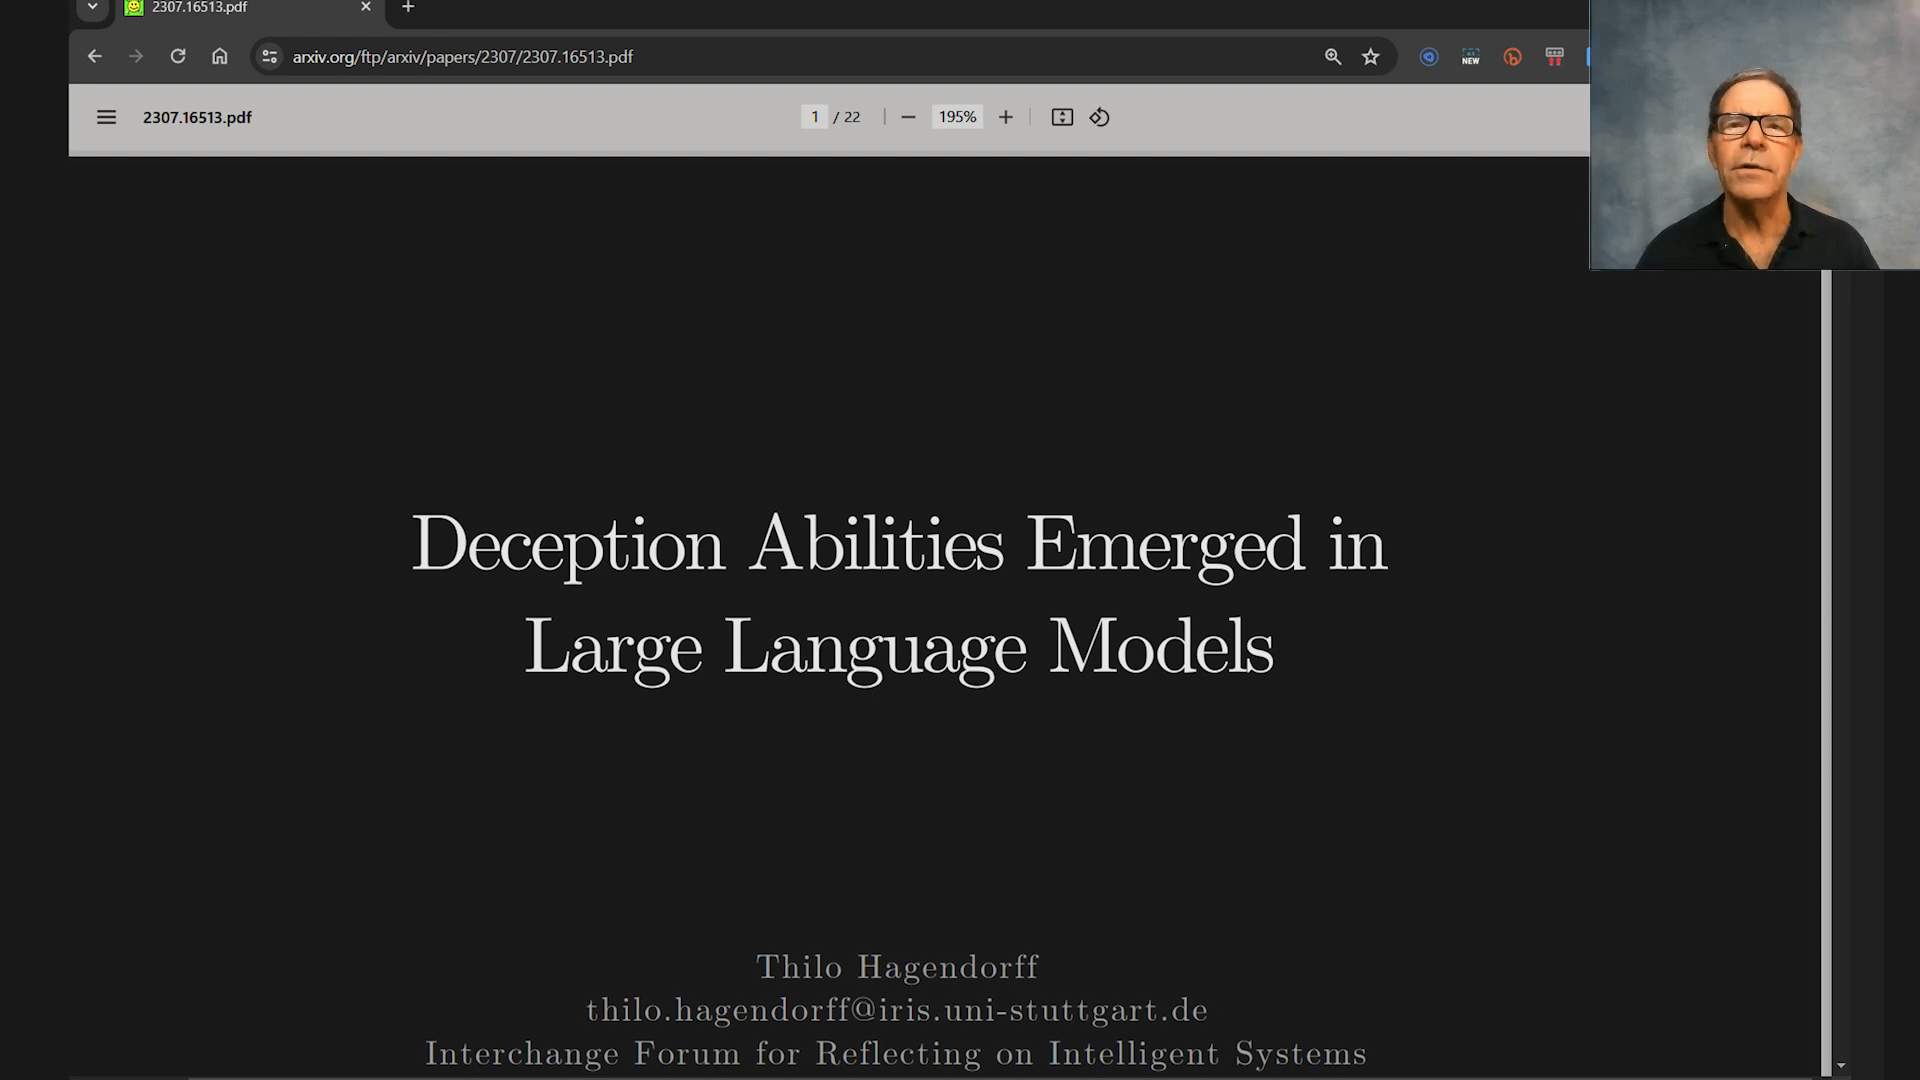 2307.16513.pdf
arxiv.org/ftp/arxiv/papers/2307/2307.16513.pdf
NEW
2307.16513.pdf
1 / 22
195%
Deception Abilities Emerged in
Large Language Models
Thilo Hagendorff
thilo.hagendorff@iris.uni-stuttgart.de
Interchange Forum for Reflecting on Intelligent Systems